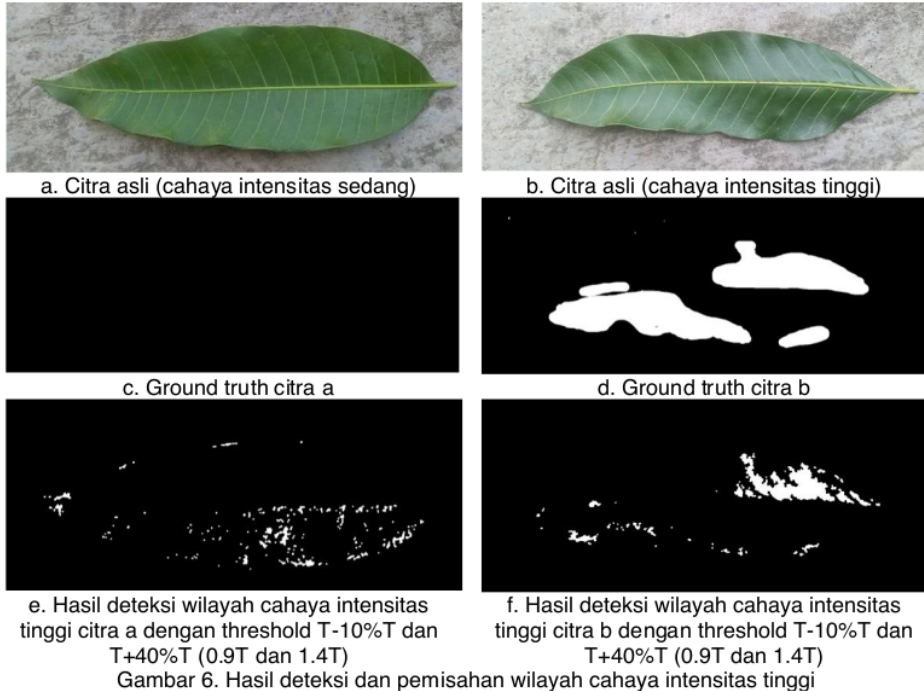 a. Citra asli (cahaya intensitas sedang)
b. Citra asli (cahaya intensitas tinggi)
c. Ground truth citra a
d. Ground truth citra b
e. Hasil deteksi wilayah cahaya intensitas
tinggi citra a dengan threshold T-10%T dan
T+40%T (0.9T dan 1.4T)
f. Hasil deteksi wilayah cahaya intensitas
tinggi citra b dengan threshold T-10%T dan
T+40%T (0.9T dan 1.4T)
Gambar 6. Hasil deteksi dan pemisahan wilayah cahaya intensitas tinggi